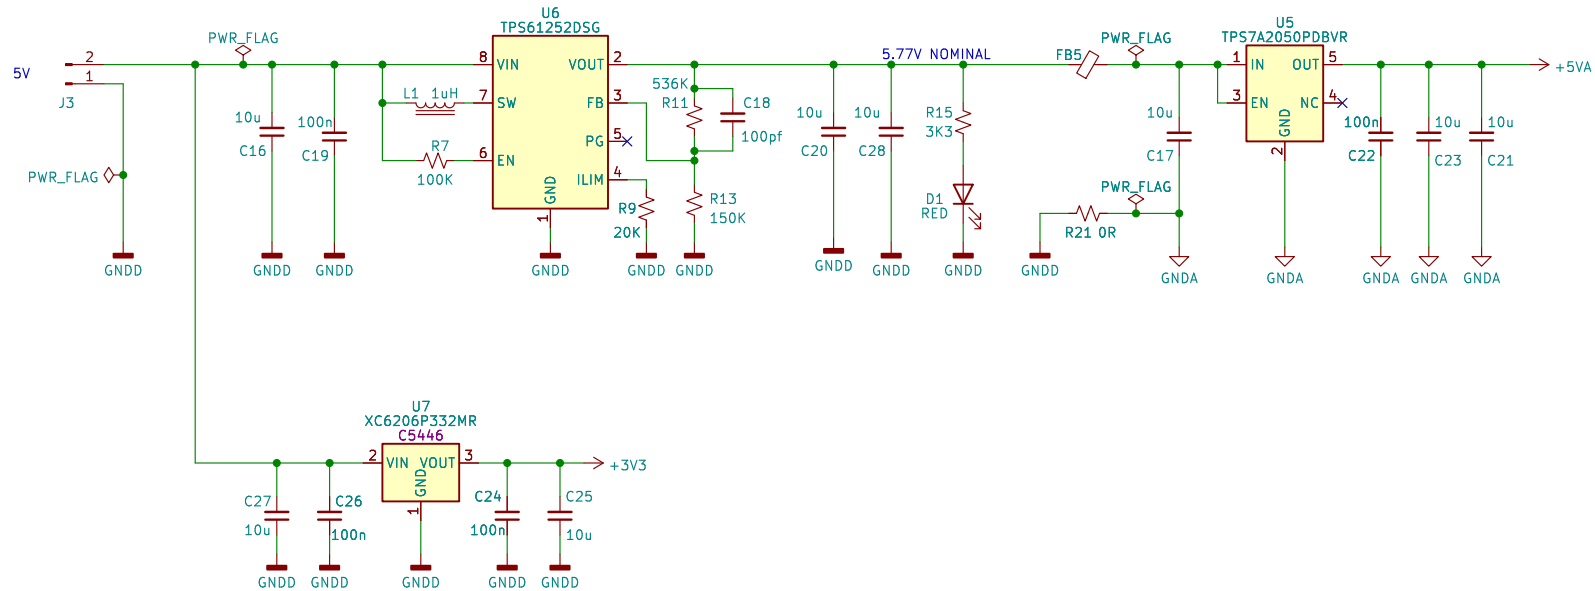 5V
2
1
J3
PWR_FLAG
PWR_FLAG
GNDD
10u
C16
GNDD
100n
C19
GNDD
L1 1uH
R7
100K
U6
TPS61252DSG
8 VIN
7 SW
6 EN
VOUT 2
FB 3
PG 5
ILIM 4
GND
1
GNDD
R9
20K
GNDD
536K
R11
C18
100pf
R13
150K
GNDD
5.77V NOMINAL
10u
C20
GNDD
10u
C28
GNDD
R15
3K3
D1
RED
GNDD
FB5
PWR_FLAG
10u
C17
PWR_FLAG
R21 0R
GNDD
GNDA
U5
TPS7A2050PDBVR
1 IN
3 EN
OUT 5
NC 4
GND
2
GNDA
100n
C22
GNDA
10u
C23
GNDA
10u
C21
GNDA
+5VA
U7
XC6206P332MR
C5446
2 VIN
VOUT 3
GND
1
GNDD
C27
10u
GNDD
C26
100n
GNDD
C24
100n
GNDD
C25
10u
GNDD
+3V3